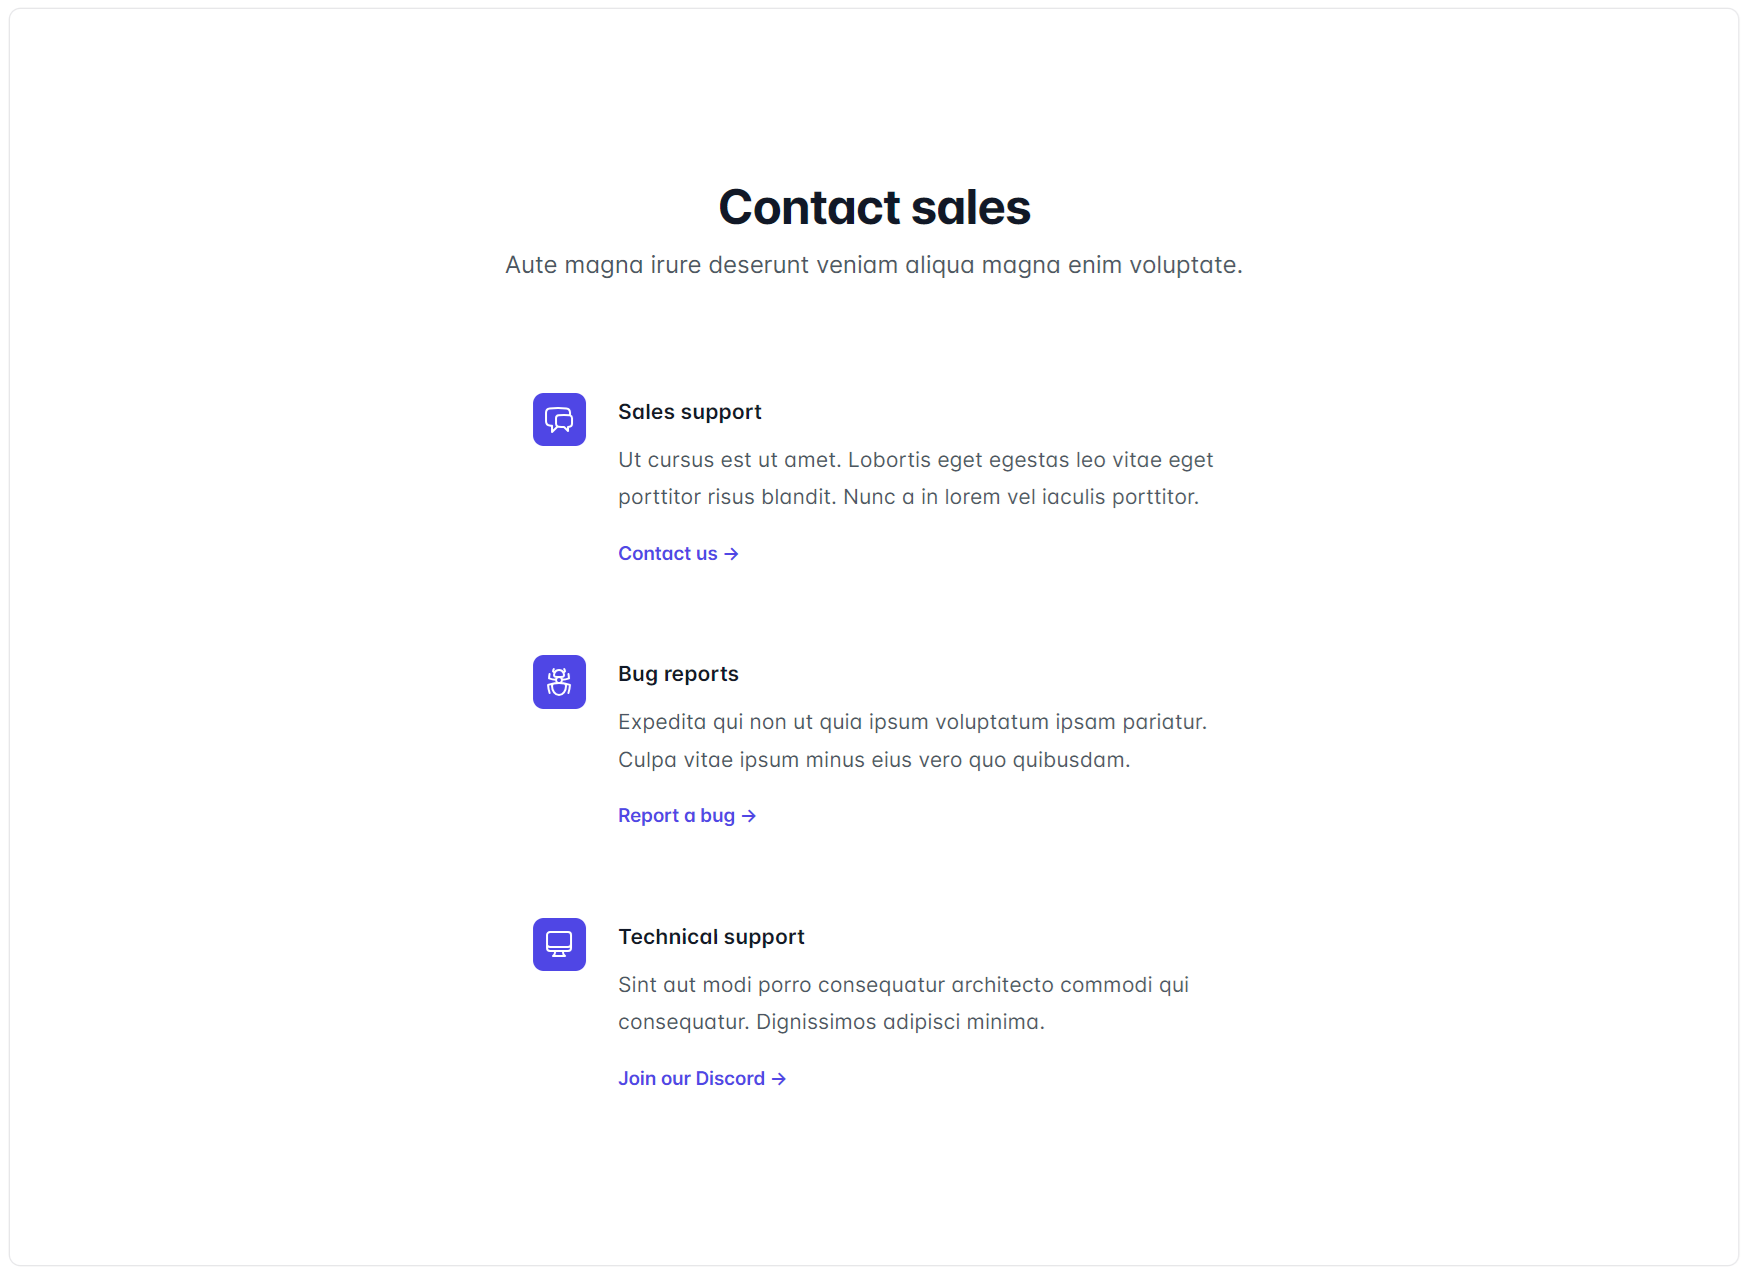 Contact sales
Aute magna irure deserunt veniam aliqua magna enim voluptate.
Sales support
Ut cursus est ut amet. Lobortis eget egestas leo vitae eget
porttitor risus blandit. Nunc a in lorem vel iaculis porttitor.
Contact us →
Bug reports
Expedita qui non ut quia ipsum voluptatum ipsam pariatur.
Culpa vitae ipsum minus eius vero quo quibusdam.
Report a bug →
Technical support
Sint aut modi porro consequatur architecto commodi qui
consequatur. Dignissimos adipisci minima.
Join our Discord →